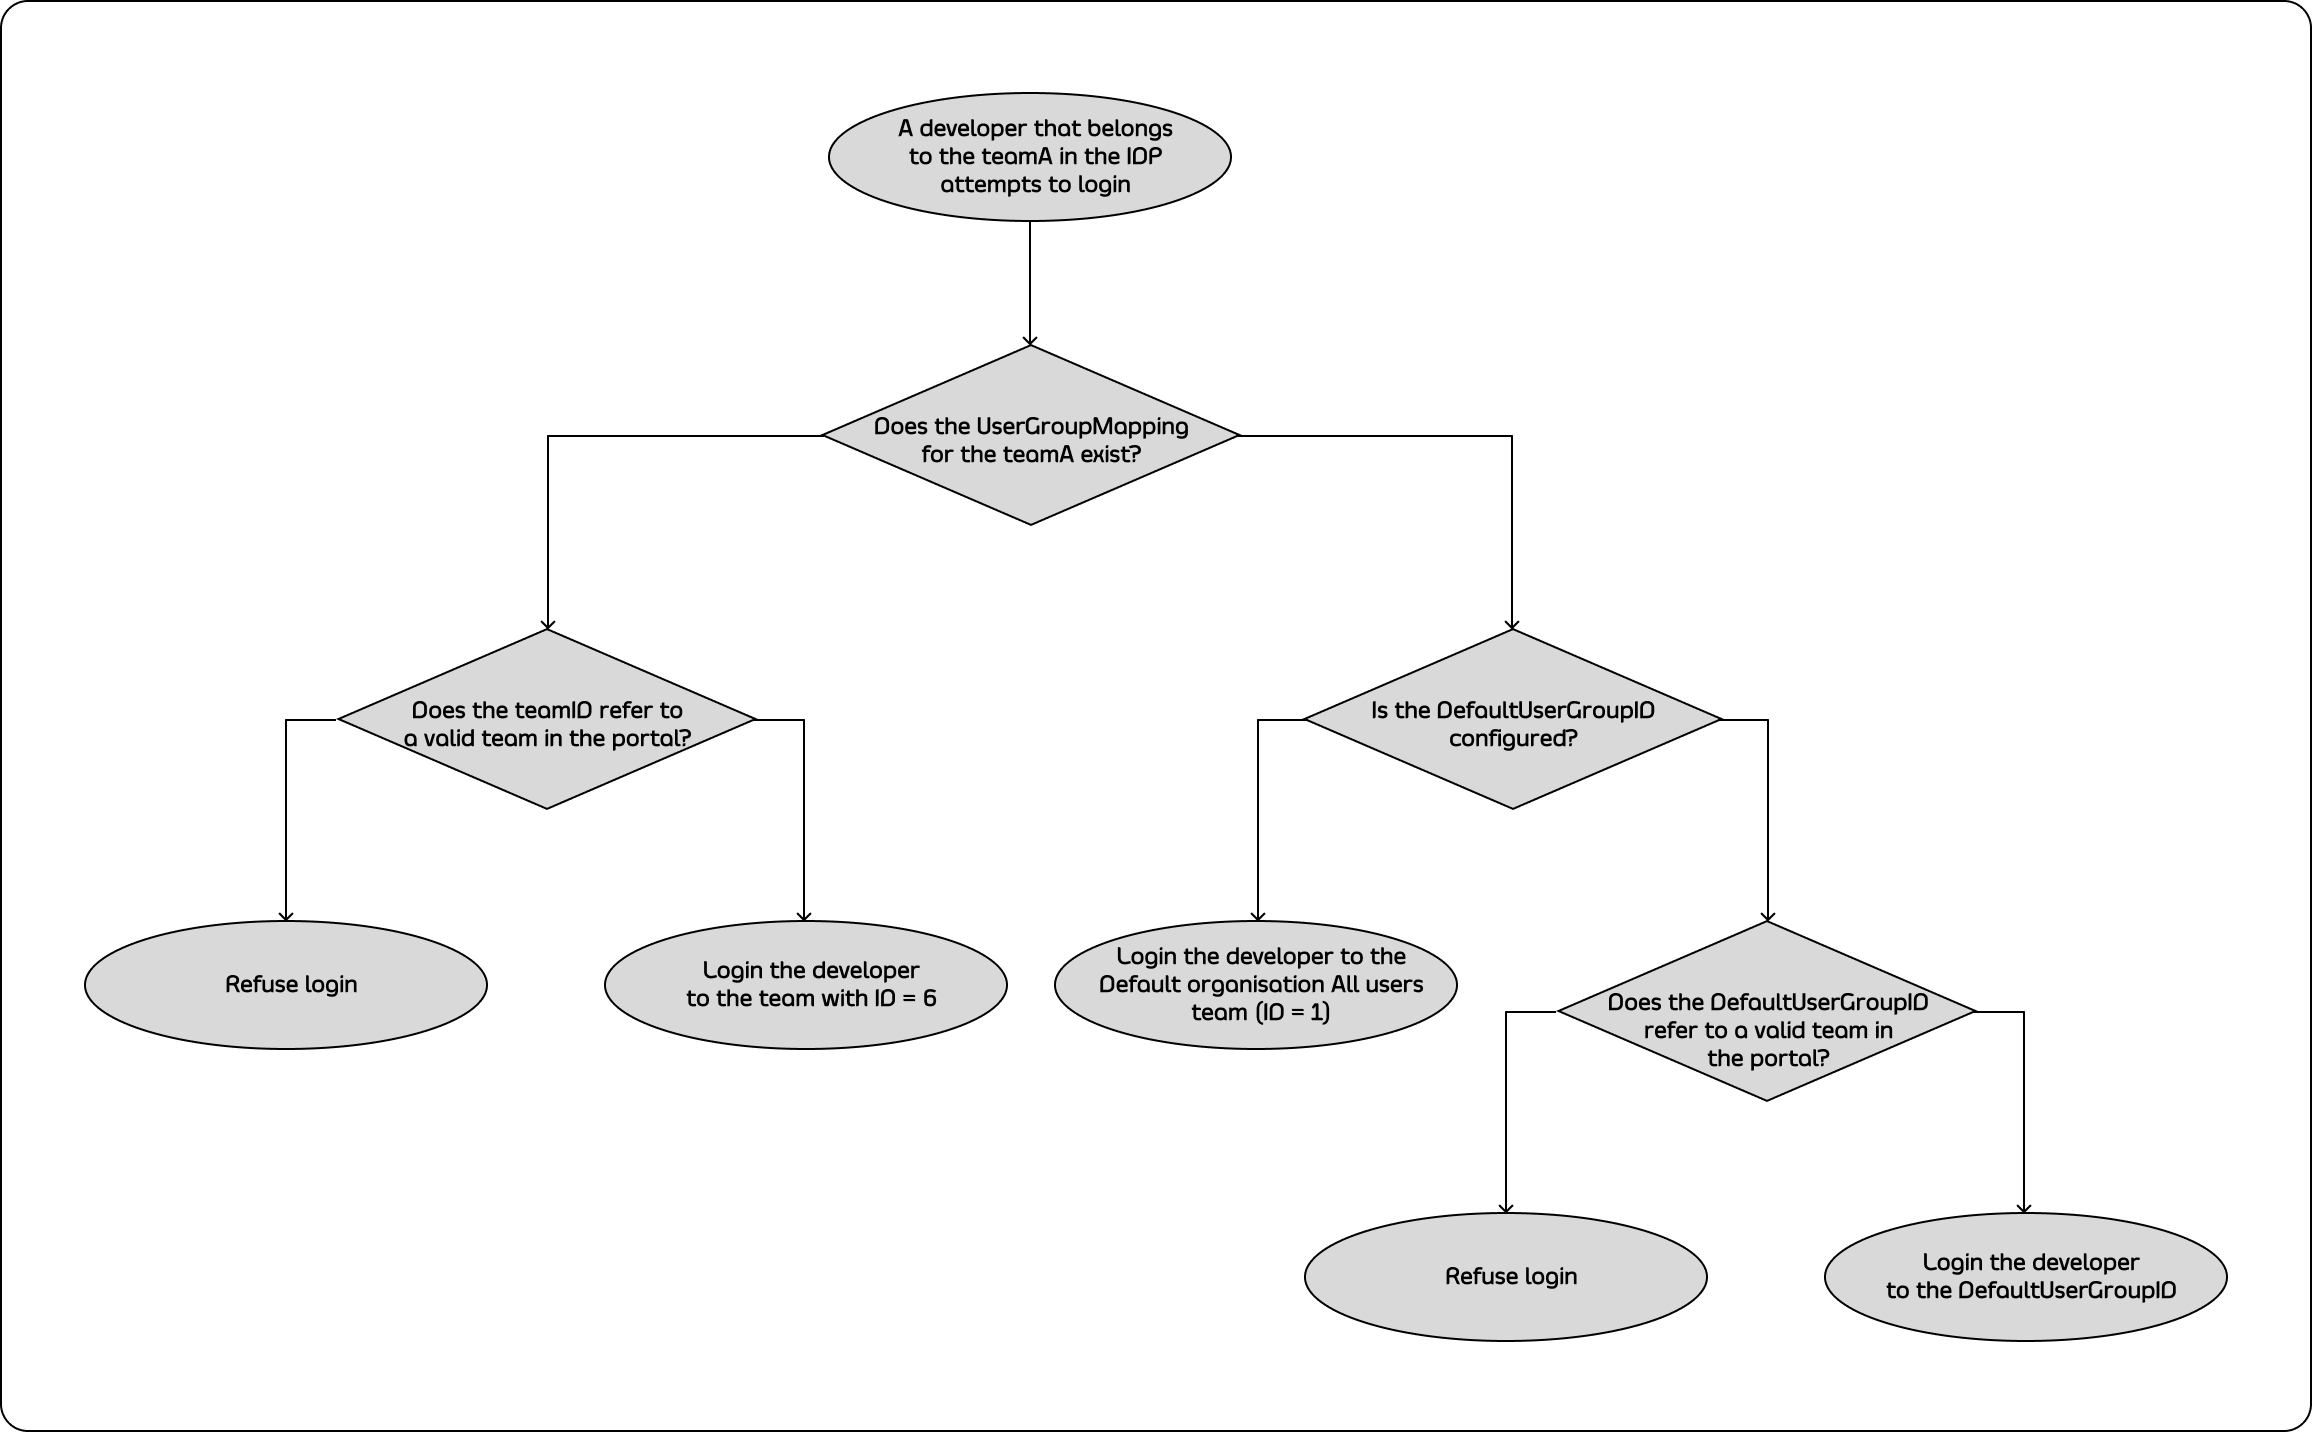 A developer that belongs
to the teamA in the IDP
attempts to login
Does the UserGroupMapping
for the teamA exist?
Does the teamID refer to
a valid team in the portal?
Is the DefaultUserGroupID
configured?
Refuse login
Login the developer
to the team with ID = 6
Login the developer to the
Default organisation All users
team (ID = 1)
Does the DefaultUserGroupID
refer to a valid team in
the portal?
Refuse login
Login the developer
to the DefaultUserGroupID